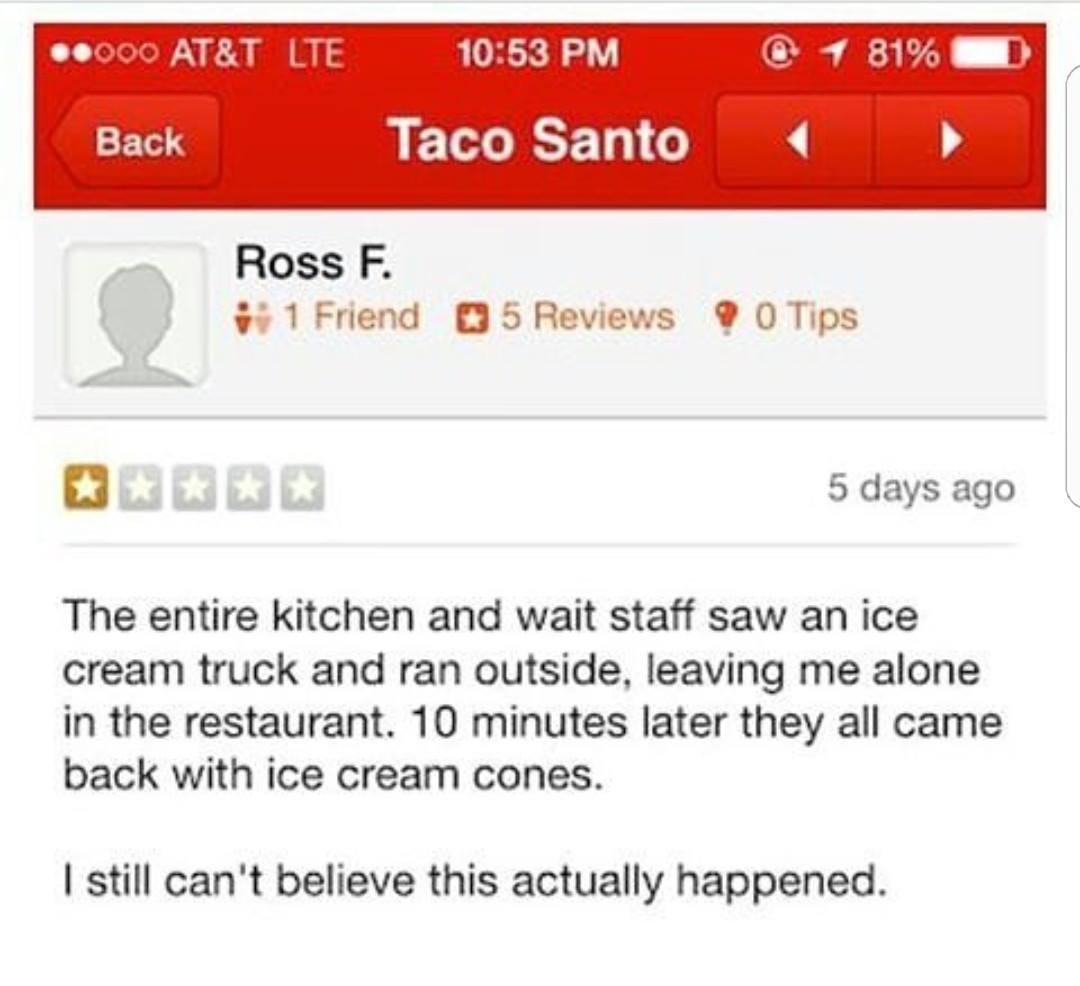 ●●○○○ AT&T LTE 10:53 PM 81%
Back Taco Santo
Ross F.
1 Friend 5 Reviews 0 Tips
5 days ago
The entire kitchen and wait staff saw an ice
cream truck and ran outside, leaving me alone
in the restaurant. 10 minutes later they all came
back with ice cream cones.
I still can't believe this actually happened.